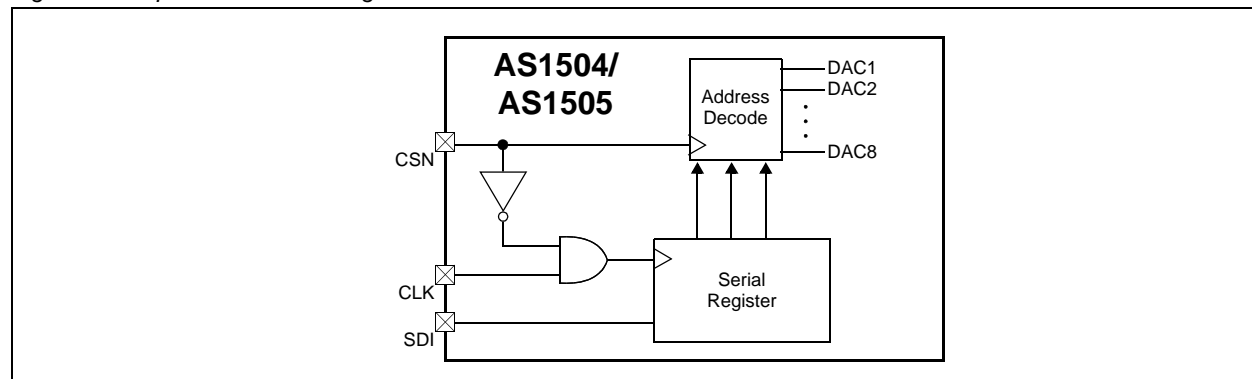 AS1504/
AS1505
Address
Decode
DAC1
DAC2
DAC8
CSN
CLK
SDI
Serial
Register